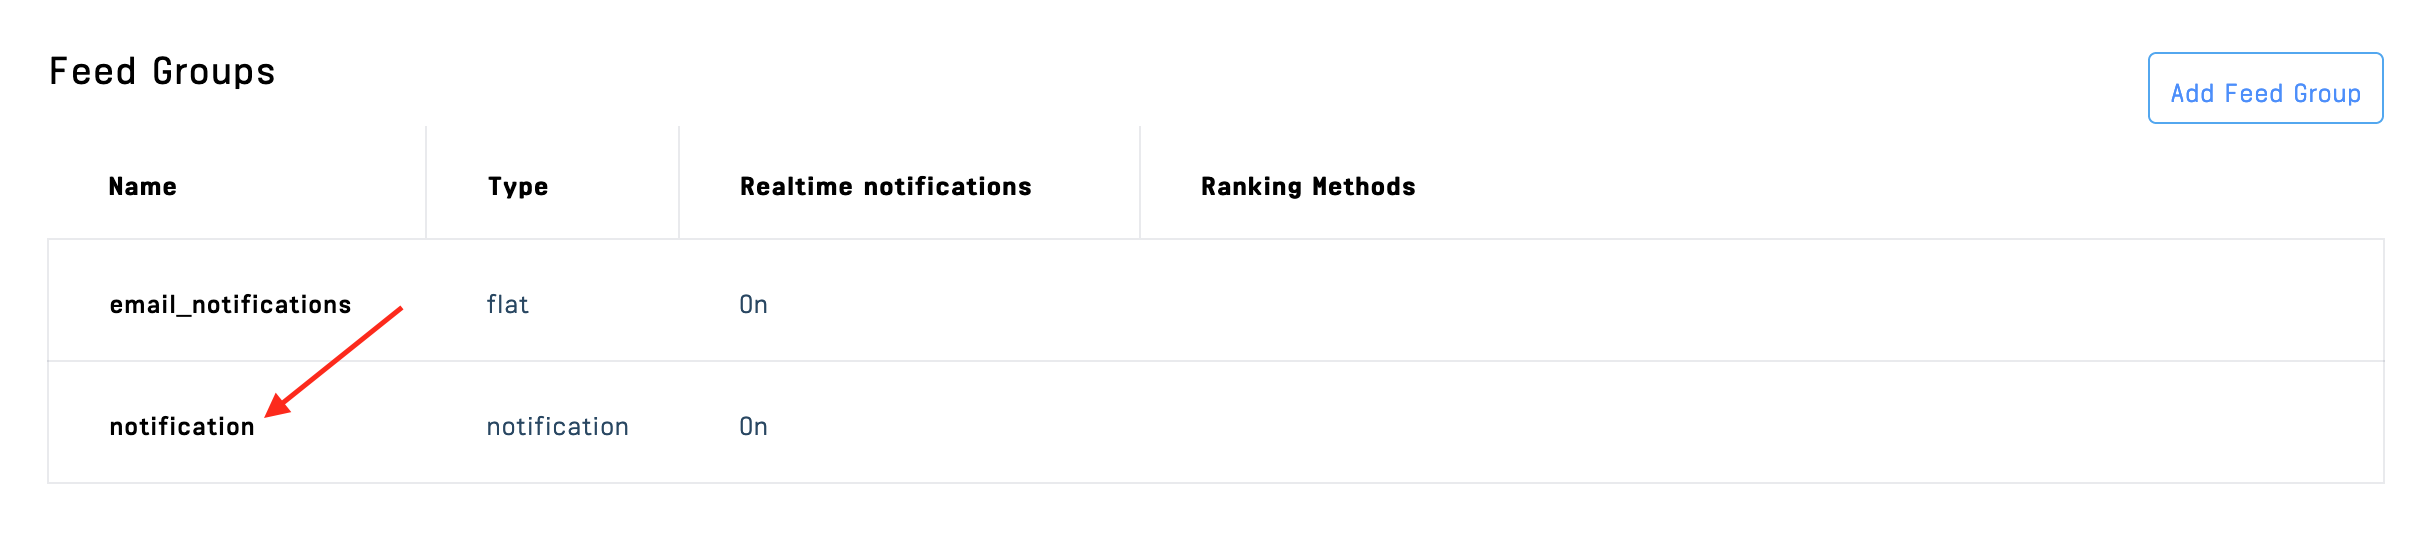 Feed Groups
Add Feed Group
Name Type Realtime notifications Ranking Methods
email_notifications flat On
notification notification On